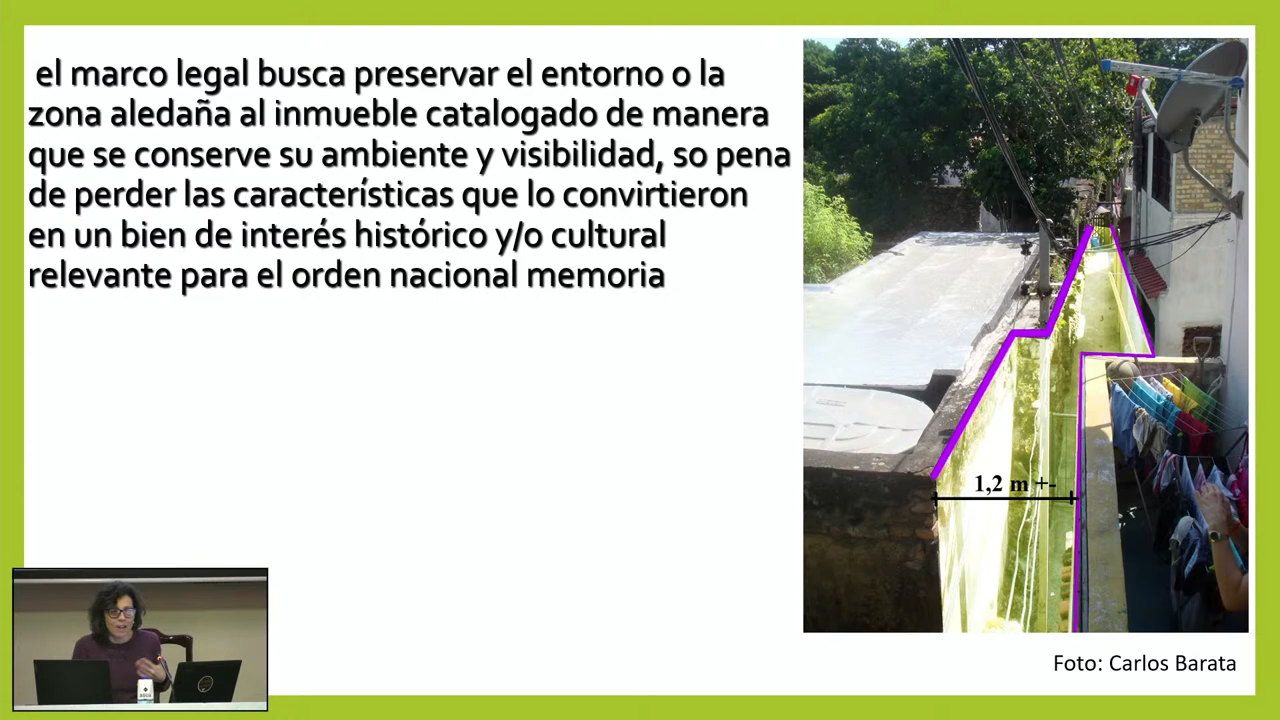 el marco legal busca preservar el entorno o la
zona aledaña al inmueble catalogado de manera
que se conserve su ambiente y visibilidad, so pena
de perder las características que lo convirtieron
en un bien de interés histórico y/o cultural
relevante para el orden nacional memoria
1,2 m +-
Foto: Carlos Barata